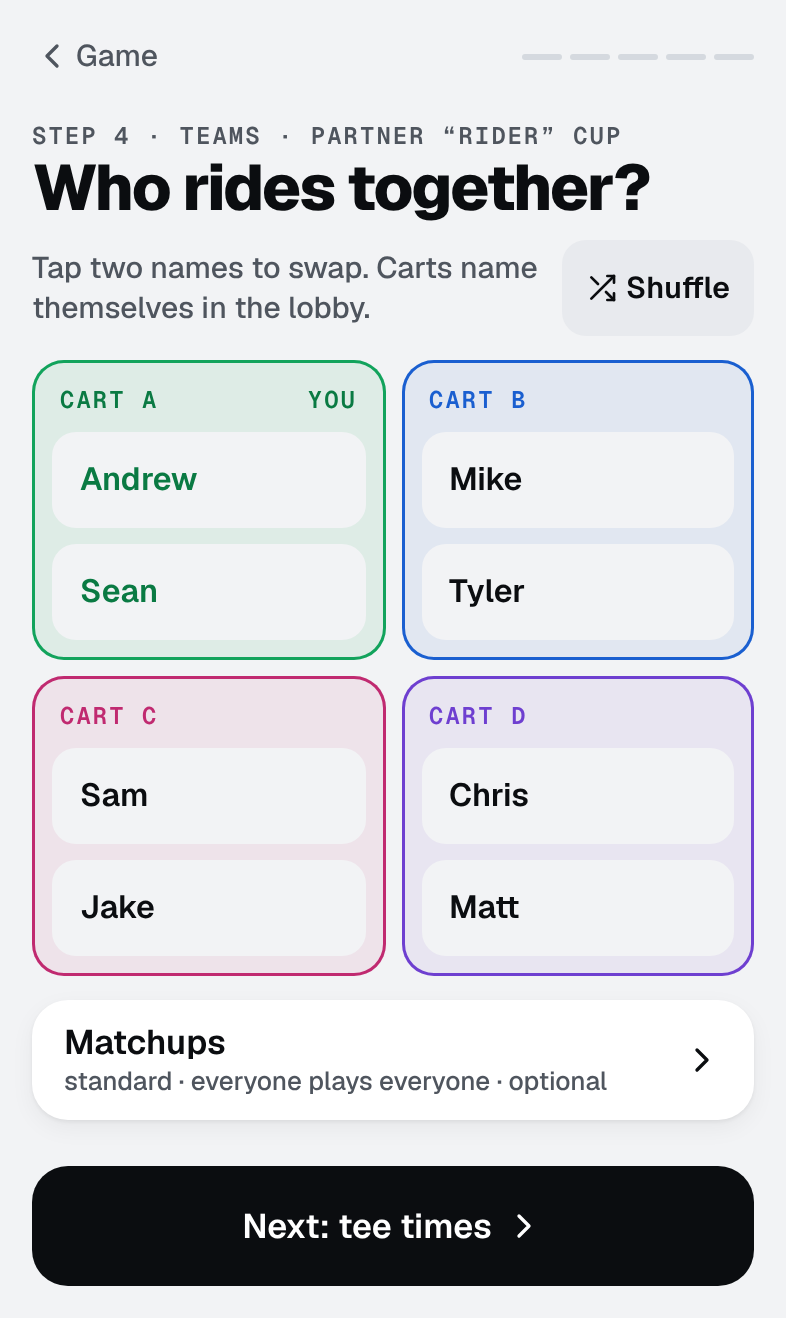 Game
STEP 4 · TEAMS · PARTNER “RIDER” CUP
Who rides together?
Tap two names to swap. Carts name
themselves in the lobby.
Shuffle
CART A YOU
Andrew
Sean
CART B
Mike
Tyler
CART C
Sam
Jake
CART D
Chris
Matt
Matchups
standard · everyone plays everyone · optional
Next: tee times